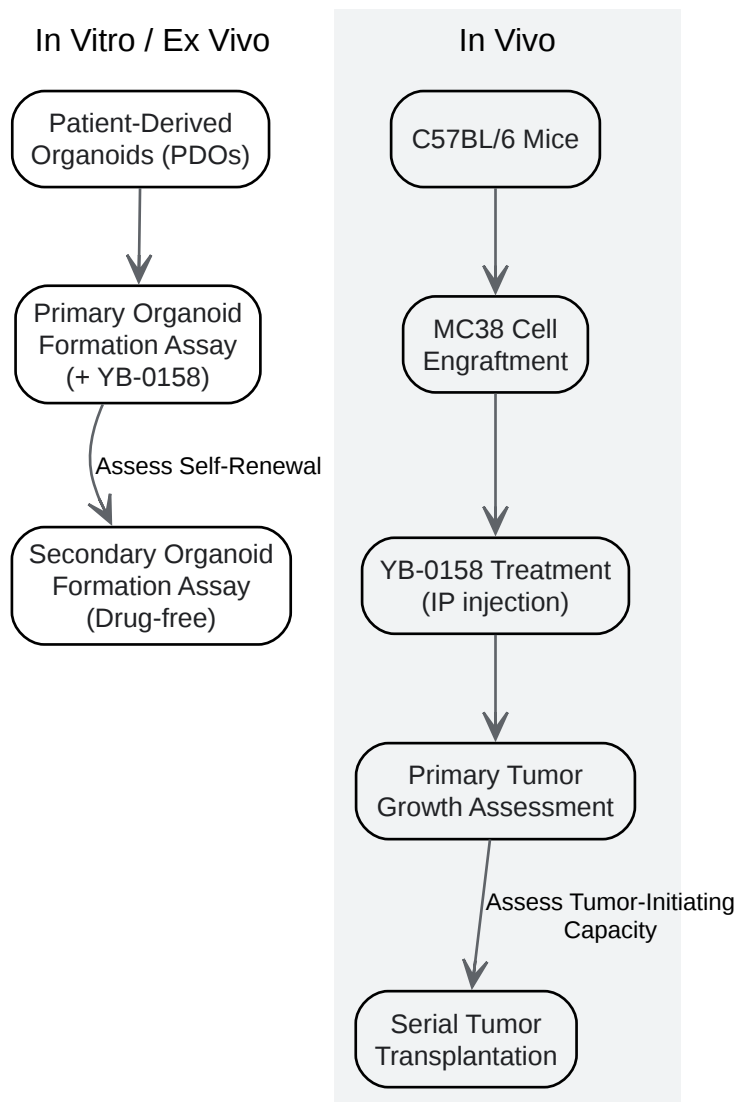 In Vitro / Ex Vivo
Patient-Derived
Organoids (PDOs)
Primary Organoid
Formation Assay
(+ YB-0158)
Assess Self-Renewal
Secondary Organoid
Formation Assay
(Drug-free)
In Vivo
C57BL/6 Mice
MC38 Cell
Engraftment
YB-0158 Treatment
(IP injection)
Primary Tumor
Growth Assessment
Assess Tumor-Initiating
Capacity
Serial Tumor
Transplantation